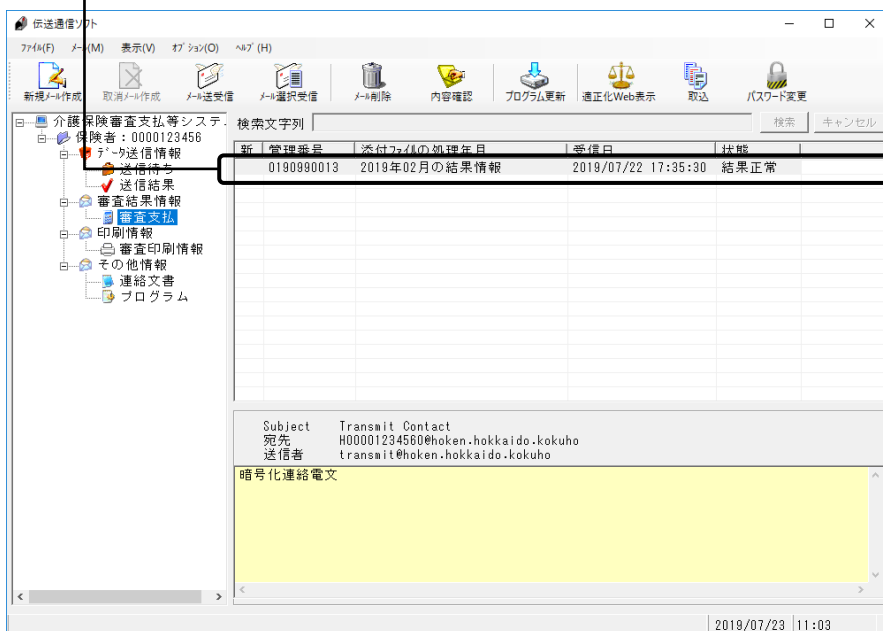 伝送通信ソフト
ファイル(F) メール(M) 表示(V) オプション(O) ヘルプ(H)
新規メール作成 取消メール作成 メール送受信 メール選択受信 メール削除 内容確認 プログラム更新 適正化Web表示 取込 パスワード変更
介護保険審査支払等システ
保険者：0000123456
データ送信情報
送信待ち
送信結果
審査結果情報
審査支払
印刷情報
審査印刷情報
その他情報
連絡文書
プログラム
検索文字列 検索 キャンセル
新 管理番号 添付ファイルの処理年月 受信日 状態
0190990013 2019年02月の結果情報 2019/07/22 17:35:30 結果正常
Subject Transmit Contact
宛先 H00001234560@hoken.hokkaido.kokuho
送信者 transmit@hoken.hokkaido.kokuho
暗号化連絡電文
2019/07/23 11:03